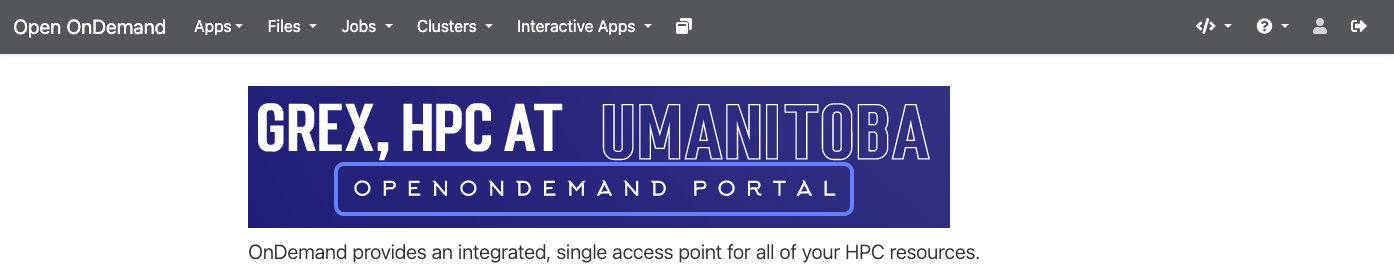 Open OnDemand Apps Files Jobs Clusters Interactive Apps
GREX, HPC AT UMANITOBA
OPENONDEMAND PORTAL
OnDemand provides an integrated, single access point for all of your HPC resources.